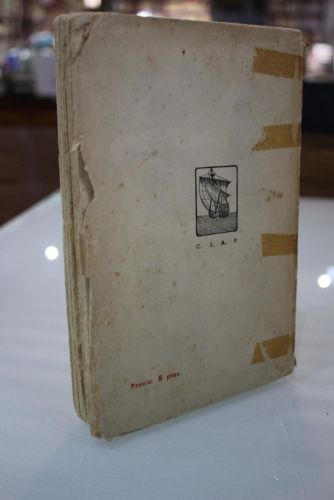 C. I. A. P.
Precio: 5 ptas.